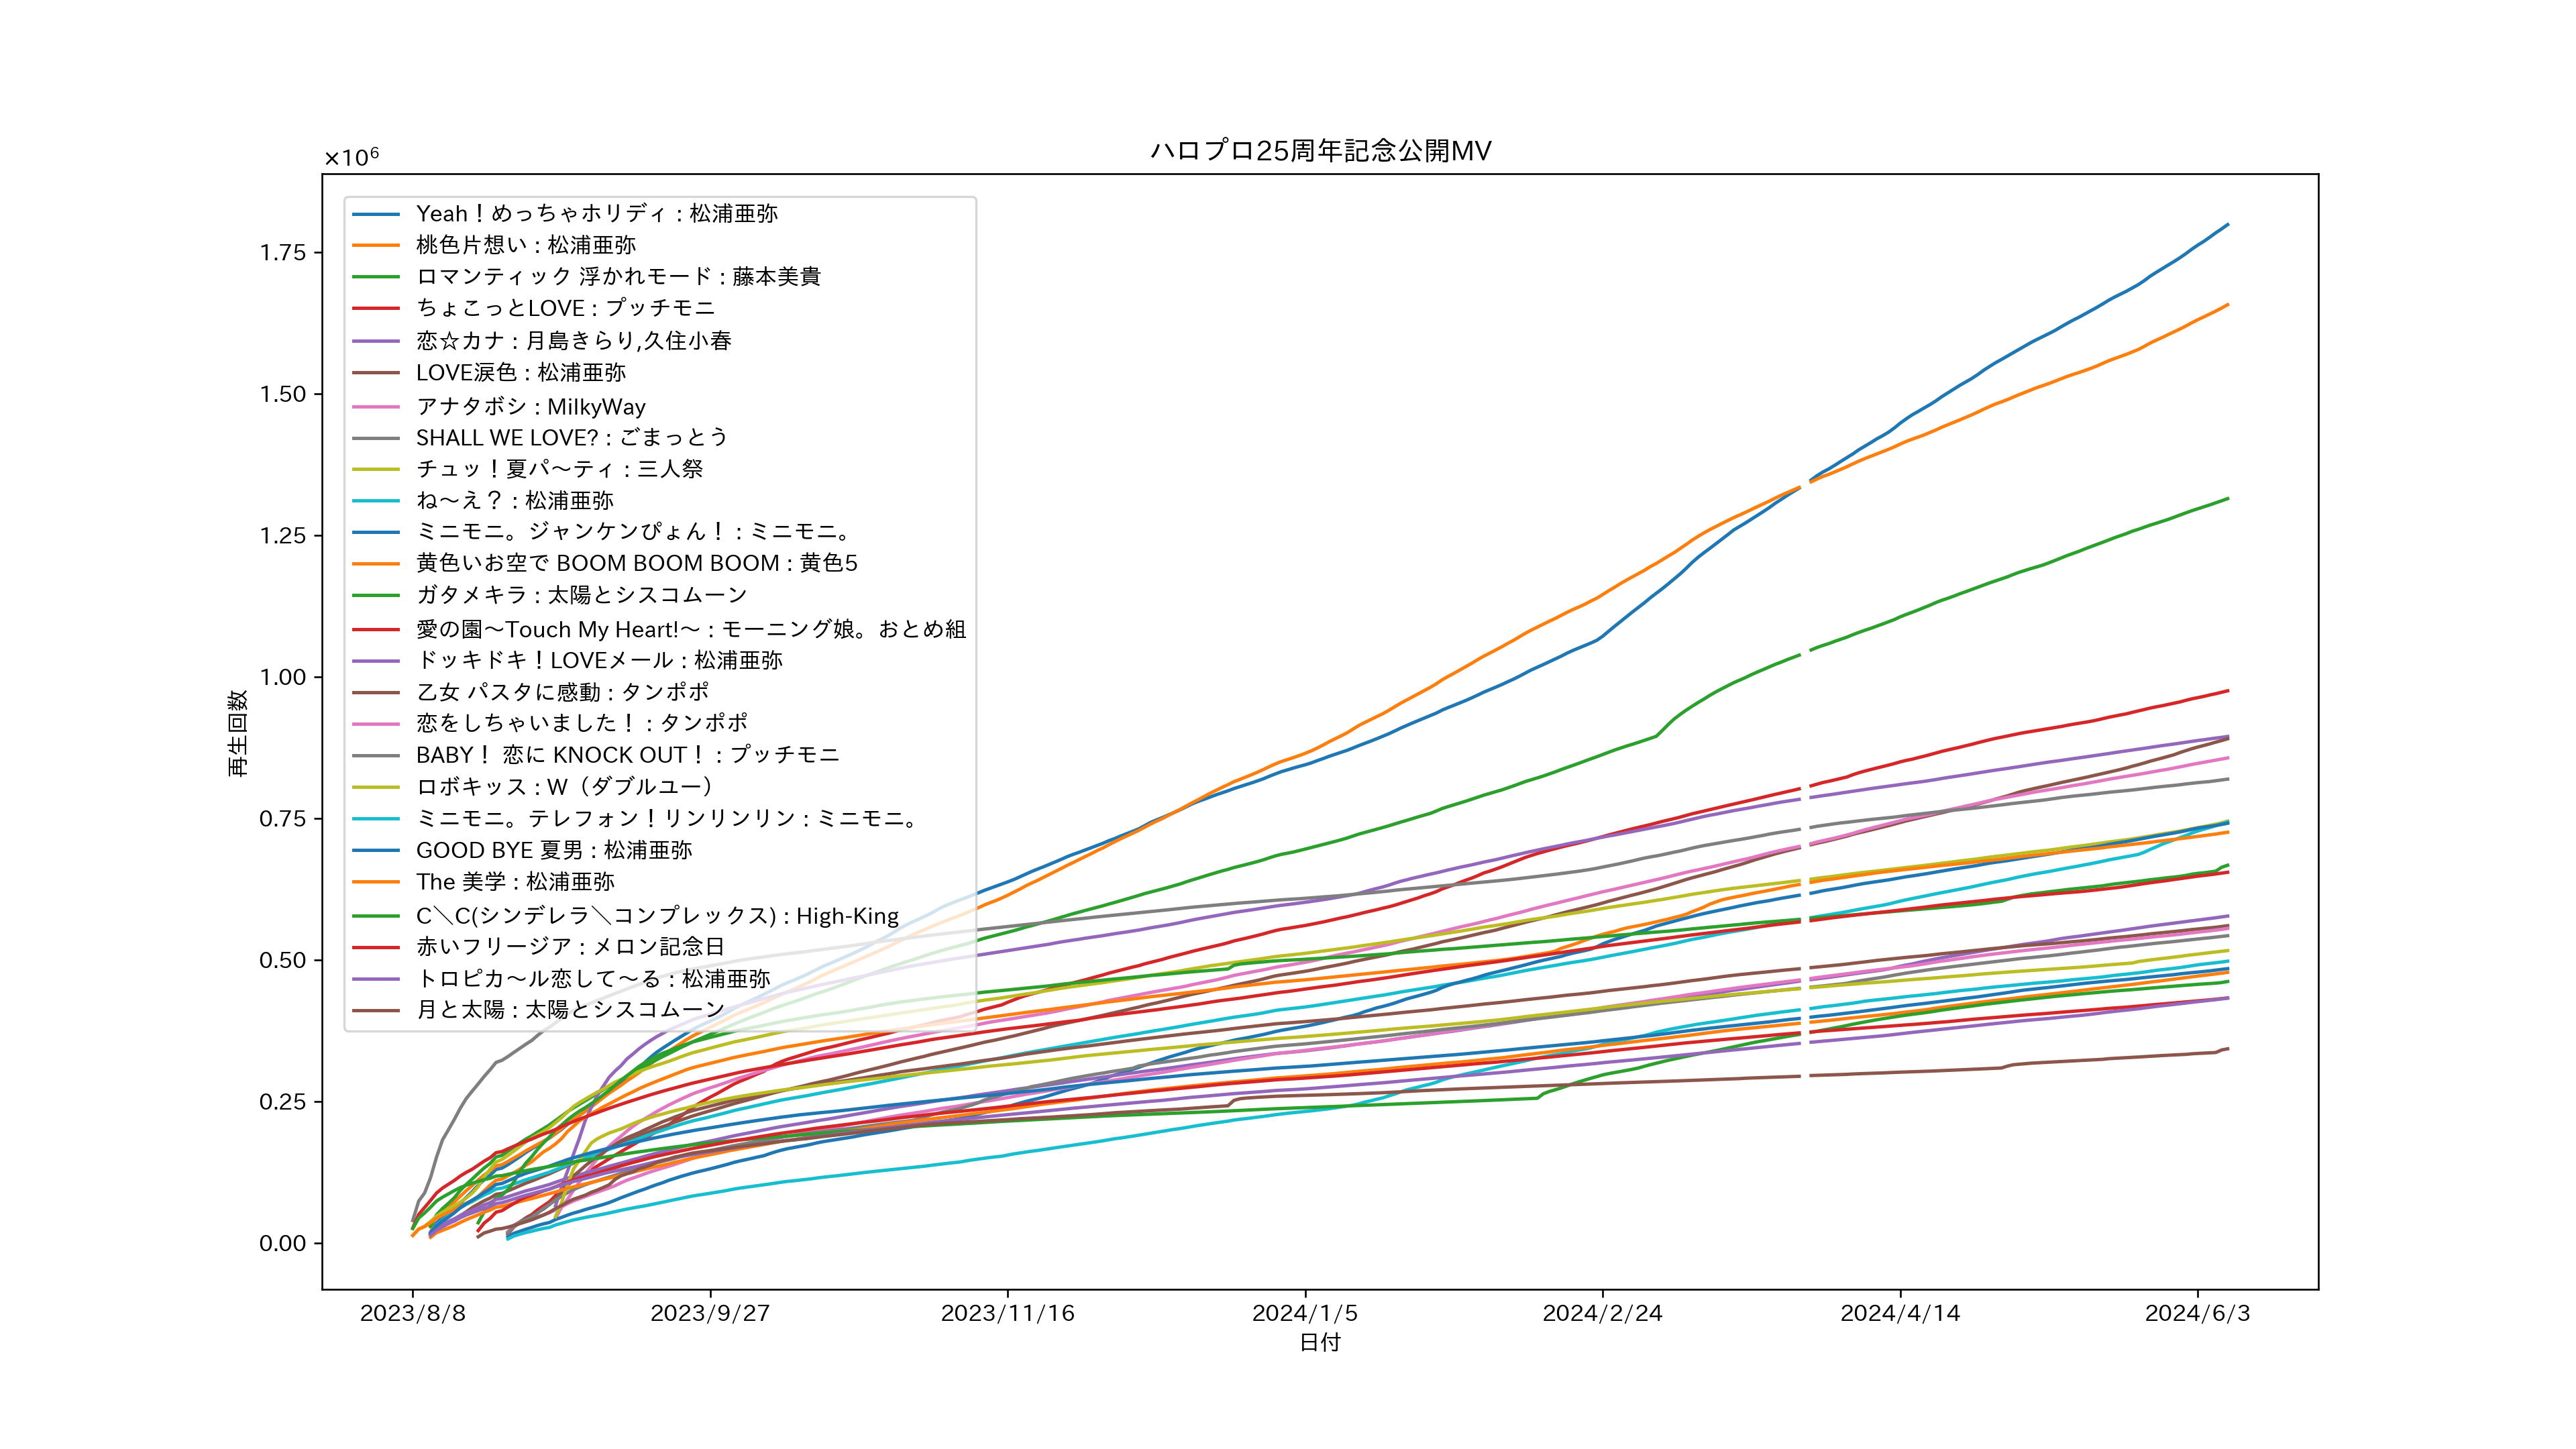 ハロプロ25周年記念公開MV
×10⁶
Yeah！めっちゃホリディ : 松浦亜弥
桃色片想い : 松浦亜弥
ロマンティック 浮かれモード : 藤本美貴
ちょこっとLOVE : プッチモニ
恋☆カナ : 月島きらり,久住小春
LOVE涙色 : 松浦亜弥
アナタボシ : MilkyWay
SHALL WE LOVE? : ごまっとう
チュッ！夏パ〜ティ : 三人祭
ね〜え？ : 松浦亜弥
ミニモニ。ジャンケンぴょん！ : ミニモニ。
黄色いお空で BOOM BOOM BOOM : 黄色5
ガタメキラ : 太陽とシスコムーン
愛の園〜Touch My Heart!〜 : モーニング娘。おとめ組
ドッキドキ！LOVEメール : 松浦亜弥
乙女 パスタに感動 : タンポポ
恋をしちゃいました！ : タンポポ
BABY！ 恋に KNOCK OUT！ : プッチモニ
ロボキッス : W（ダブルユー）
ミニモニ。テレフォン！リンリンリン : ミニモニ。
GOOD BYE 夏男 : 松浦亜弥
The 美学 : 松浦亜弥
C＼C(シンデレラ＼コンプレックス) : High-King
赤いフリージア : メロン記念日
トロピカ〜ル恋して〜る : 松浦亜弥
月と太陽 : 太陽とシスコムーン
1.75
1.50
1.25
1.00
0.75
0.50
0.25
0.00
再生回数
2023/8/8 2023/9/27 2023/11/16 2024/1/5 2024/2/24 2024/4/14 2024/6/3
日付